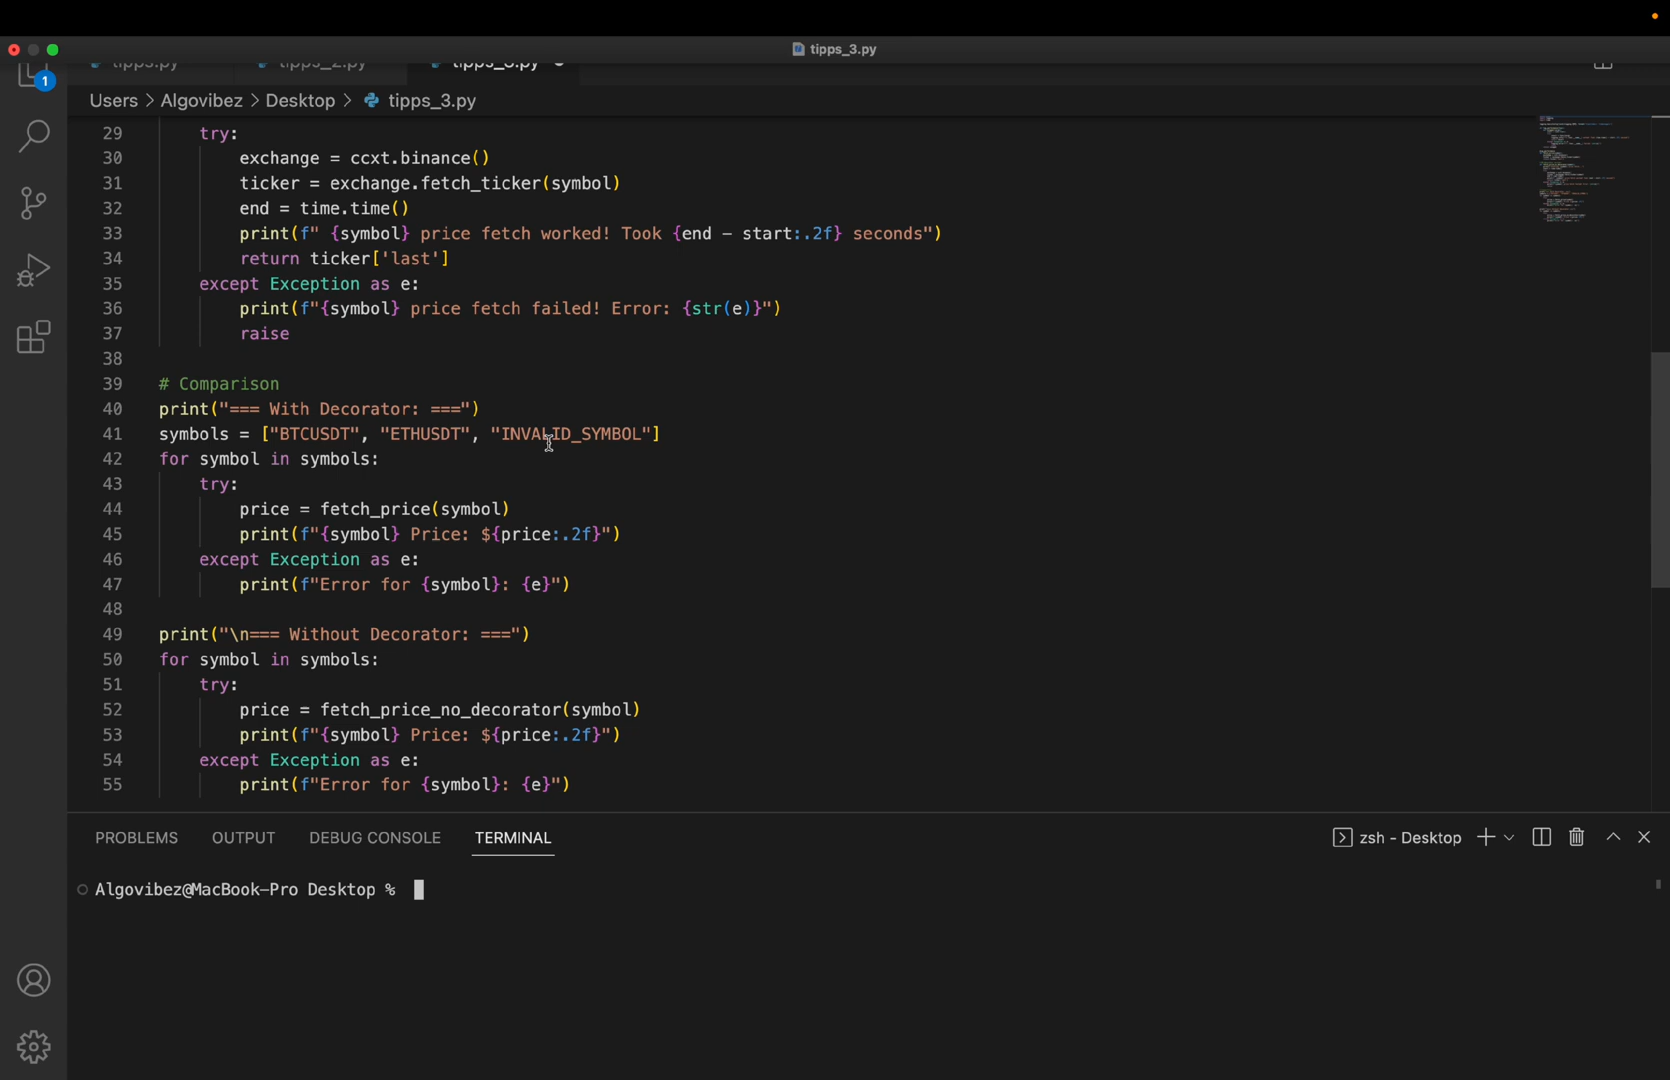 tipps_3.py
1
tipps.py tipps_2.py tipps_3.py
Users > Algovibez > Desktop > tipps_3.py
29 try:
30 exchange = ccxt.binance()
31 ticker = exchange.fetch_ticker(symbol)
32 end = time.time()
33 print(f" {symbol} price fetch worked! Took {end - start:.2f} seconds")
34 return ticker['last']
35 except Exception as e:
36 print(f"{symbol} price fetch failed! Error: {str(e)}")
37 raise
38
39 # Comparison
40 print("=== With Decorator: ===")
41 symbols = ["BTCUSDT", "ETHUSDT", "INVALID_SYMBOL"]
42 for symbol in symbols:
43 try:
44 price = fetch_price(symbol)
45 print(f"{symbol} Price: ${price:.2f}")
46 except Exception as e:
47 print(f"Error for {symbol}: {e}")
48
49 print("\n=== Without Decorator: ===")
50 for symbol in symbols:
51 try:
52 price = fetch_price_no_decorator(symbol)
53 print(f"{symbol} Price: ${price:.2f}")
54 except Exception as e:
55 print(f"Error for {symbol}: {e}")
PROBLEMS OUTPUT DEBUG CONSOLE TERMINAL zsh - Desktop
Algovibez@MacBook-Pro Desktop %